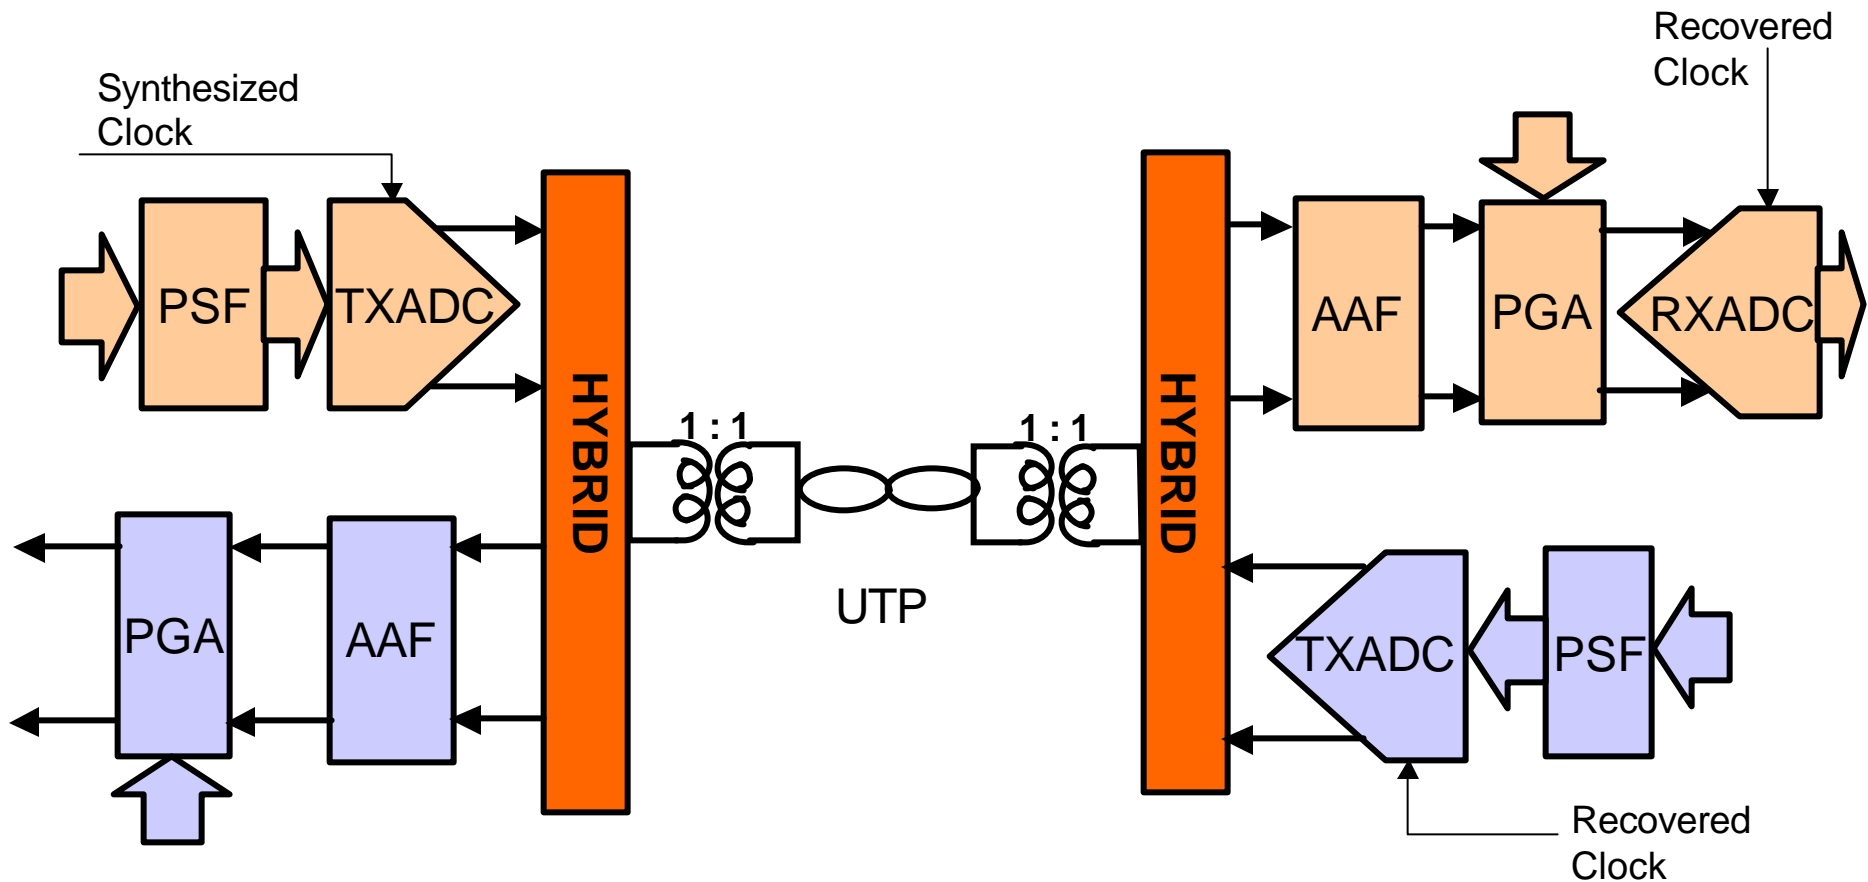 Recovered
Clock
Synthesized
Clock
PSF
TXADC
HYBRID
1 : 1
1 : 1
HYBRID
AAF
PGA
RXADC
UTP
PGA
AAF
TXADC
PSF
Recovered
Clock